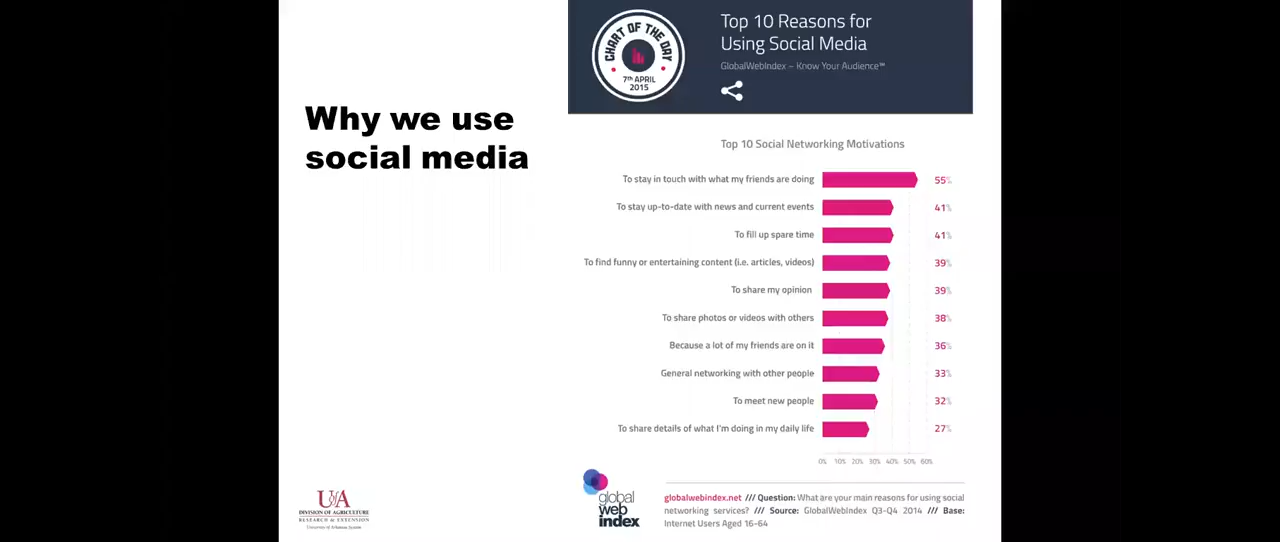 Why we use
social media
CHART OF THE DAY
7th APRIL
2015
Top 10 Reasons for
Using Social Media
GlobalWebIndex – Know Your Audience℠
Top 10 Social Networking Motivations
To stay in touch with what my friends are doing 55%
To stay up-to-date with news and current events 41%
To fill up spare time 41%
To find funny or entertaining content (i.e. articles, videos) 39%
To share my opinion 39%
To share photos or videos with others 38%
Because a lot of my friends are on it 36%
General networking with other people 33%
To meet new people 32%
To share details of what I'm doing in my daily life 27%
0% 10% 20% 30% 40% 50% 60%
global
web
index
globalwebindex.net /// Question: What are your main reasons for using social
networking services? /// Source: GlobalWebIndex Q3-Q4 2014 /// Base:
Internet Users Aged 16-64
UofA
DIVISION OF AGRICULTURE
RESEARCH & EXTENSION
University of Arkansas System